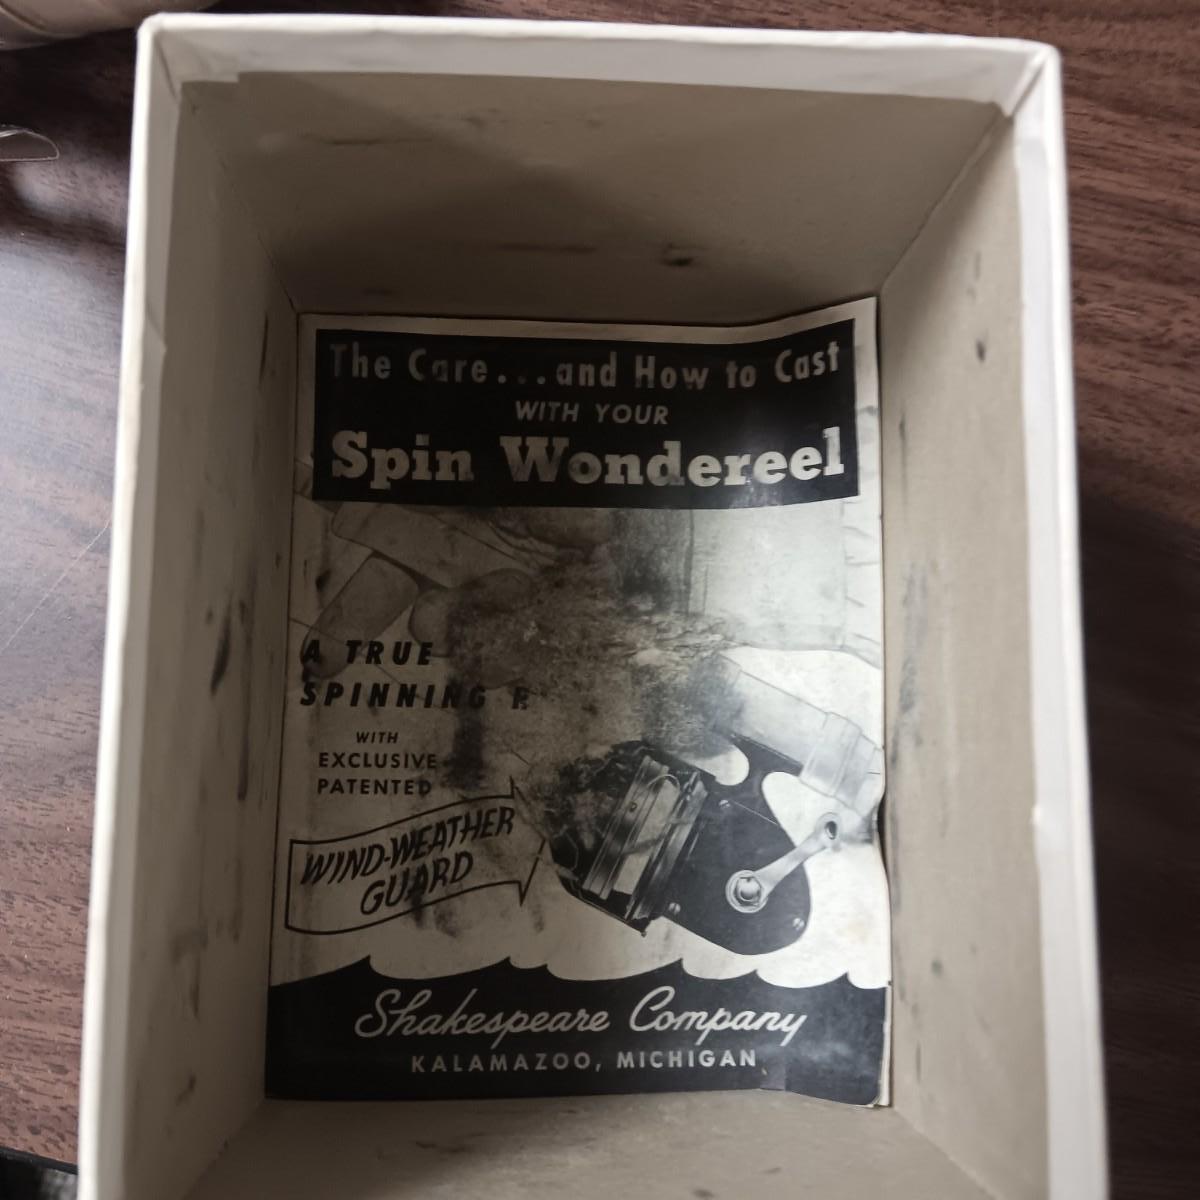 The Care...and How to Cast
WITH YOUR
Spin Wondereel
A TRUE
SPINNING R
WITH
EXCLUSIVE
PATENTED
WIND-WEATHER
GUARD
Shakespeare Company
KALAMAZOO, MICHIGAN